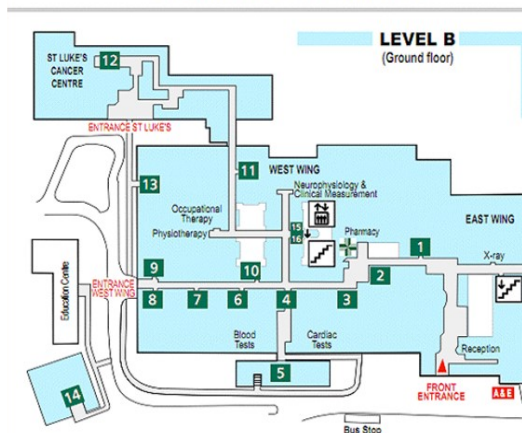 LEVEL B
(Ground floor)
ST LUKE'S
CANCER
CENTRE
12
ENTRANCE ST LUKE'S
11
WEST WING
13
Neurophysiology &
Clinical Measurement
Occupational
Therapy
Physiotherapy
15
16
Pharmacy
EAST WING
1
X-ray
2
Education Centre
ENTRANCE
WEST WING
9
10
8
7
6
4
3
Blood
Tests
Cardiac
Tests
5
Reception
14
FRONT
ENTRANCE
A&E
Bus Stop